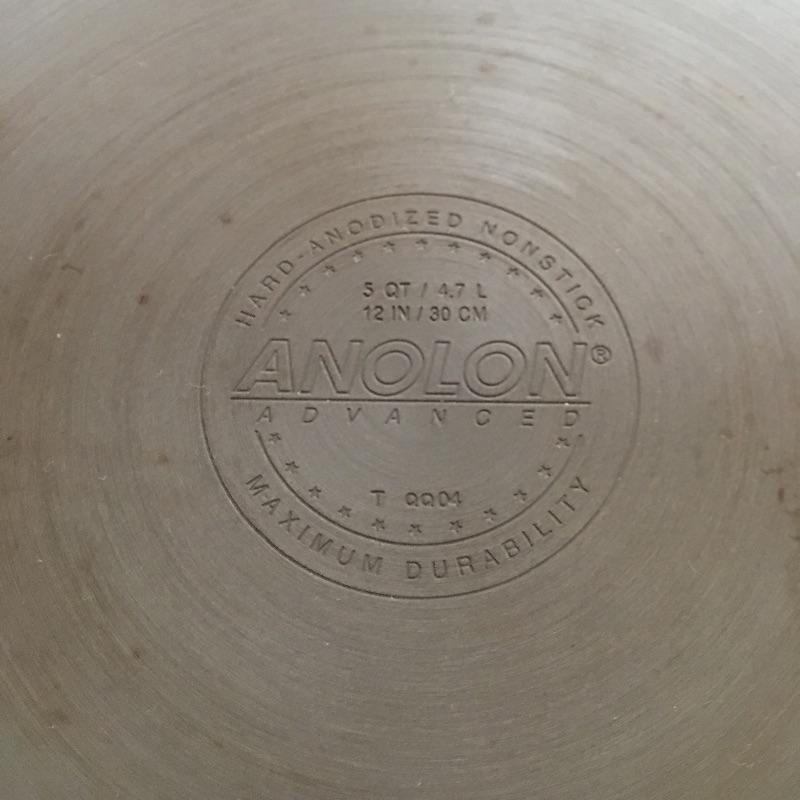 HARD-ANODIZED NONSTICK
5 QT / 4.7 L
12 IN / 30 CM
ANOLON®
ADVANCED
T QQ04
MAXIMUM DURABILITY